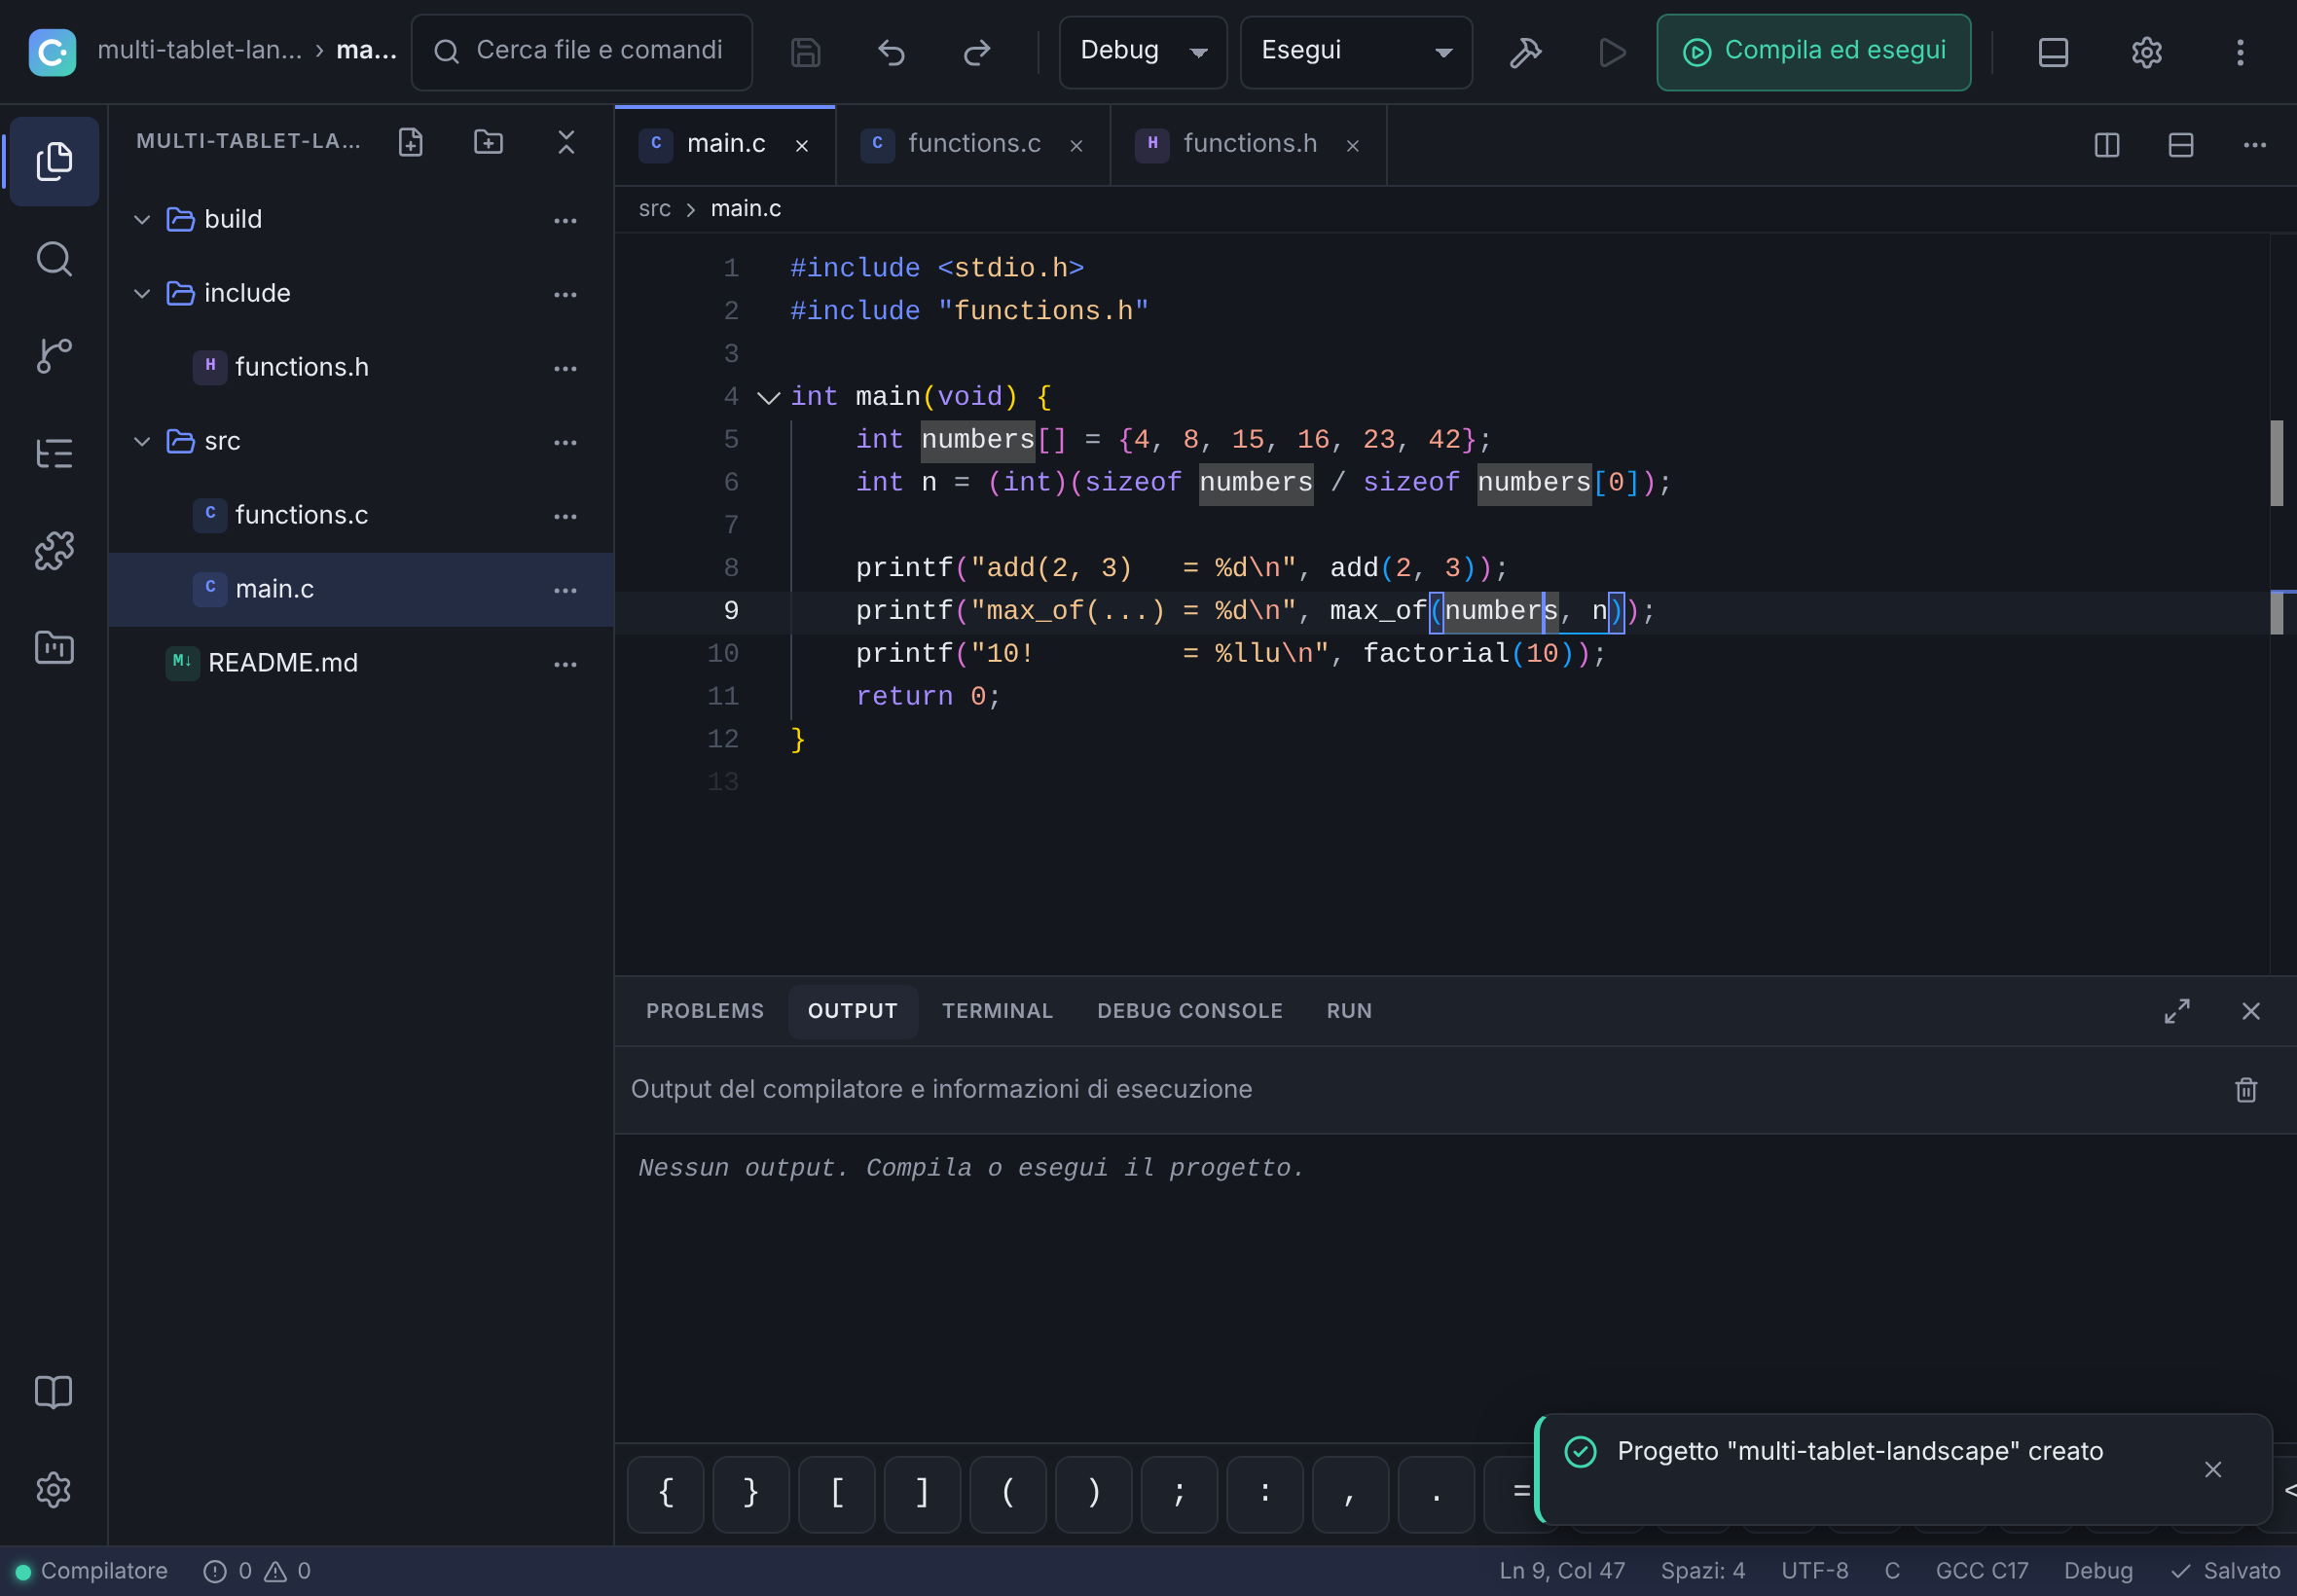 multi-tablet-lan... › ma...
Cerca file e comandi
Debug
Esegui
Compila ed esegui
MULTI-TABLET-LA...
build
include
H functions.h
src
C functions.c
C main.c
M↓ README.md
C main.c ×
C functions.c ×
H functions.h ×
src > main.c
1 #include <stdio.h>
2 #include "functions.h"
3
4 int main(void) {
5     int numbers[] = {4, 8, 15, 16, 23, 42};
6     int n = (int)(sizeof numbers / sizeof numbers[0]);
7
8     printf("add(2, 3)   = %d\n", add(2, 3));
9     printf("max_of(...) = %d\n", max_of(numbers, n));
10     printf("10!         = %llu\n", factorial(10));
11     return 0;
12 }
13
PROBLEMS OUTPUT TERMINAL DEBUG CONSOLE RUN
Output del compilatore e informazioni di esecuzione
Nessun output. Compila o esegui il progetto.
{ } [ ] ( ) ; : , . = <
Progetto "multi-tablet-landscape" creato
Compilatore 0 0
Ln 9, Col 47 Spazi: 4 UTF-8 C GCC C17 Debug Salvato